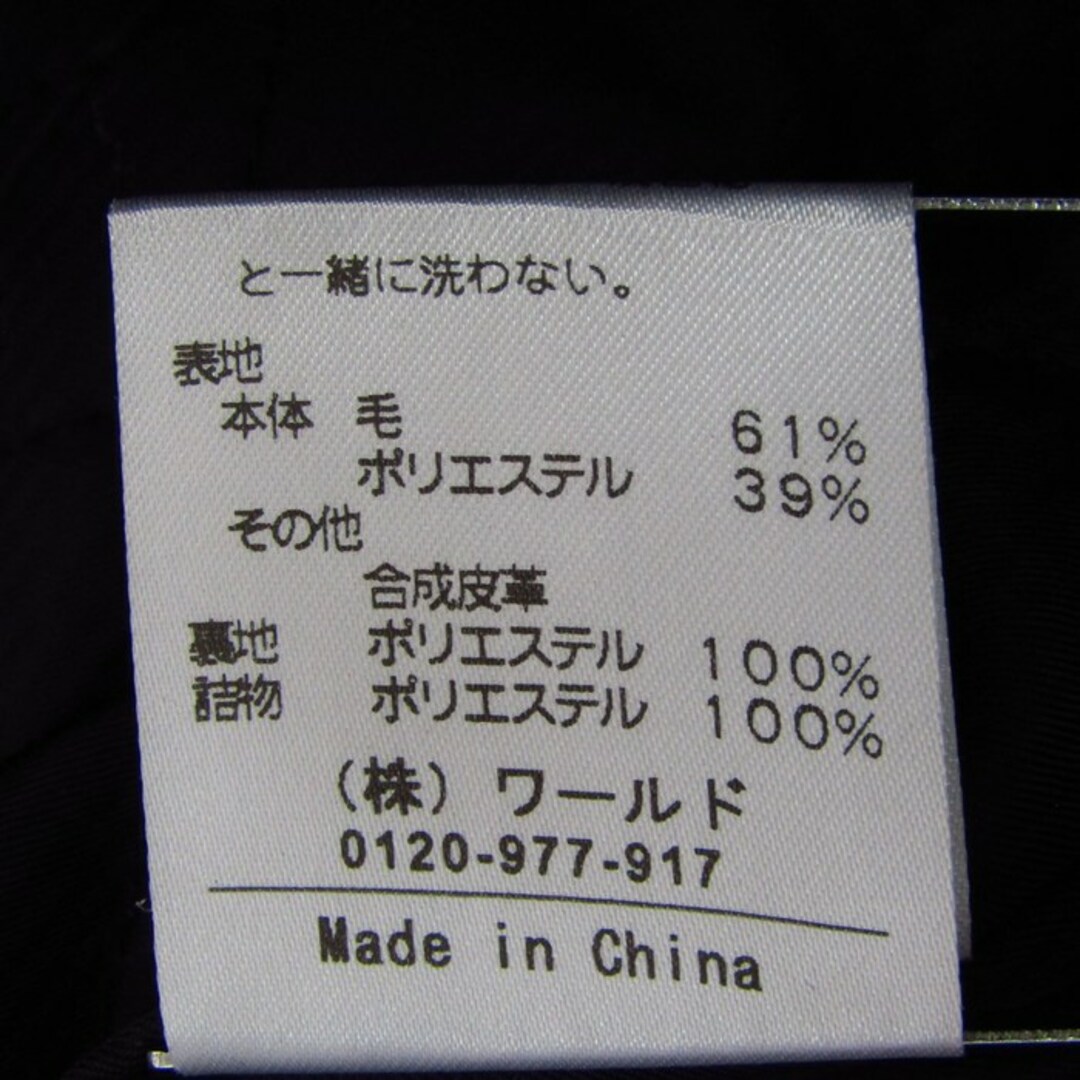 と一緒に洗わない。
表地
本体 毛 61%
ポリエステル 39%
その他
合成皮革
裏地 ポリエステル 100%
詰物 ポリエステル 100%
(株) ワールド
0120-977-917
Made in China